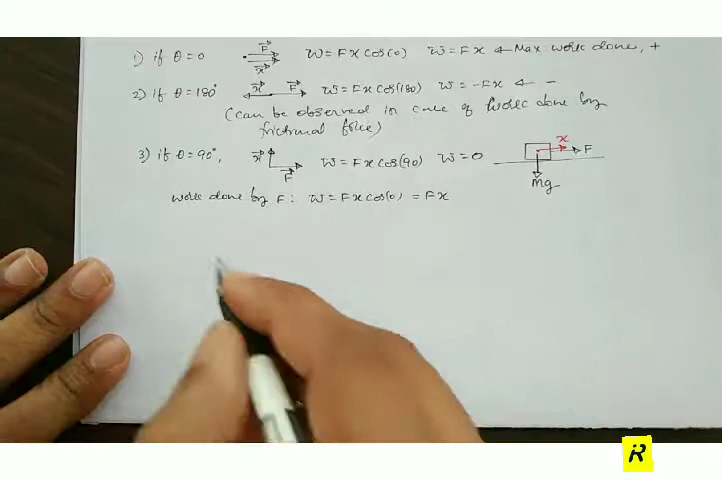 1) if θ = 0 F⃗ x⃗ W = Fx cos(0) W = Fx ← Max work done, +
2) if θ = 180° x⃗ F⃗ W = Fx cos(180) W = -Fx ← -
(can be observed in case of work done by
frictional force)
3) if θ = 90°, x⃗ F⃗ W = Fx cos(90) W = 0 x F
Mg
work done by F: W = Fx cos(0) = Fx
R